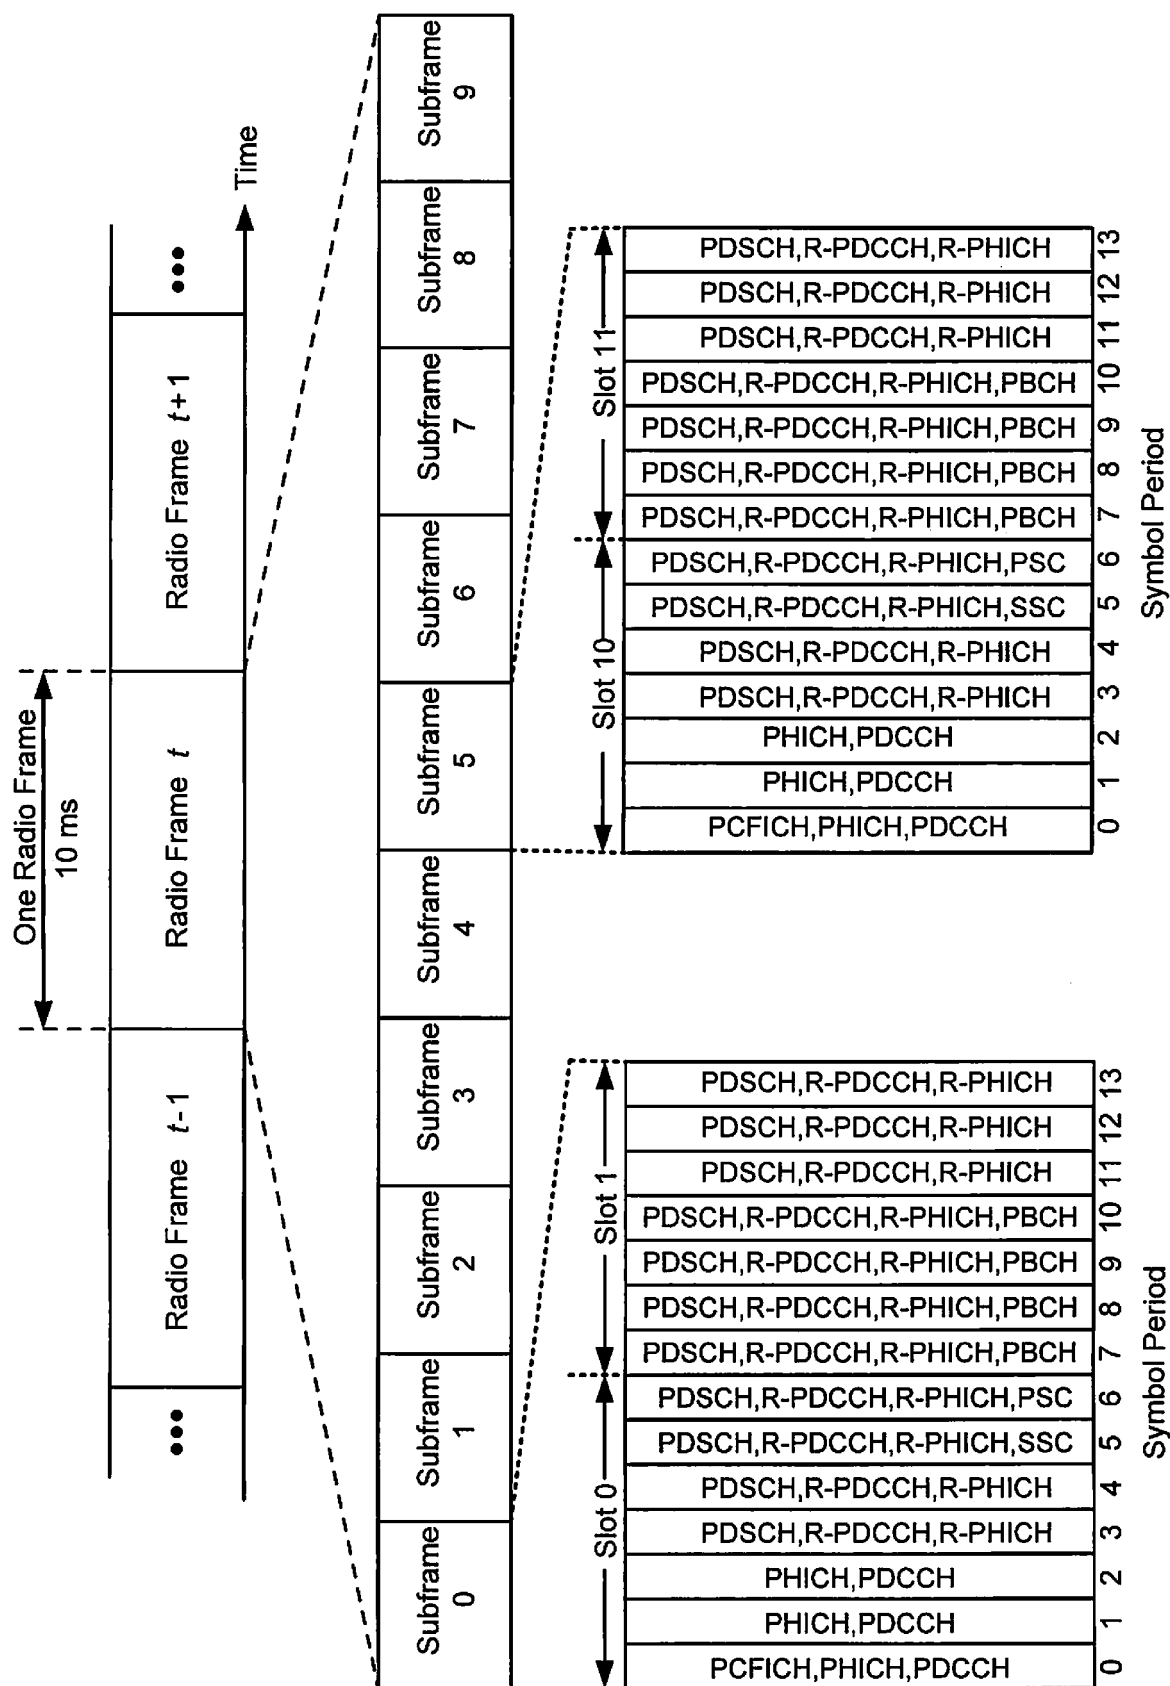 One Radio Frame
10 ms
•••
Radio Frame t-1
Radio Frame t
Radio Frame t+1
•••
Time
Subframe
0
Subframe
1
Subframe
2
Subframe
3
Subframe
4
Subframe
5
Subframe
6
Subframe
7
Subframe
8
Subframe
9
Slot 0
Slot 1
PCFICH,PHICH,PDCCH
PHICH,PDCCH
PHICH,PDCCH
PDSCH,R-PDCCH,R-PHICH
PDSCH,R-PDCCH,R-PHICH
PDSCH,R-PDCCH,R-PHICH,SSC
PDSCH,R-PDCCH,R-PHICH,PSC
PDSCH,R-PDCCH,R-PHICH,PBCH
PDSCH,R-PDCCH,R-PHICH,PBCH
PDSCH,R-PDCCH,R-PHICH,PBCH
PDSCH,R-PDCCH,R-PHICH,PBCH
PDSCH,R-PDCCH,R-PHICH
PDSCH,R-PDCCH,R-PHICH
PDSCH,R-PDCCH,R-PHICH
0 1 2 3 4 5 6 7 8 9 10 11 12 13
Symbol Period
Slot 10
Slot 11
PCFICH,PHICH,PDCCH
PHICH,PDCCH
PHICH,PDCCH
PDSCH,R-PDCCH,R-PHICH
PDSCH,R-PDCCH,R-PHICH
PDSCH,R-PDCCH,R-PHICH,SSC
PDSCH,R-PDCCH,R-PHICH,PSC
PDSCH,R-PDCCH,R-PHICH,PBCH
PDSCH,R-PDCCH,R-PHICH,PBCH
PDSCH,R-PDCCH,R-PHICH,PBCH
PDSCH,R-PDCCH,R-PHICH,PBCH
PDSCH,R-PDCCH,R-PHICH
PDSCH,R-PDCCH,R-PHICH
PDSCH,R-PDCCH,R-PHICH
0 1 2 3 4 5 6 7 8 9 10 11 12 13
Symbol Period